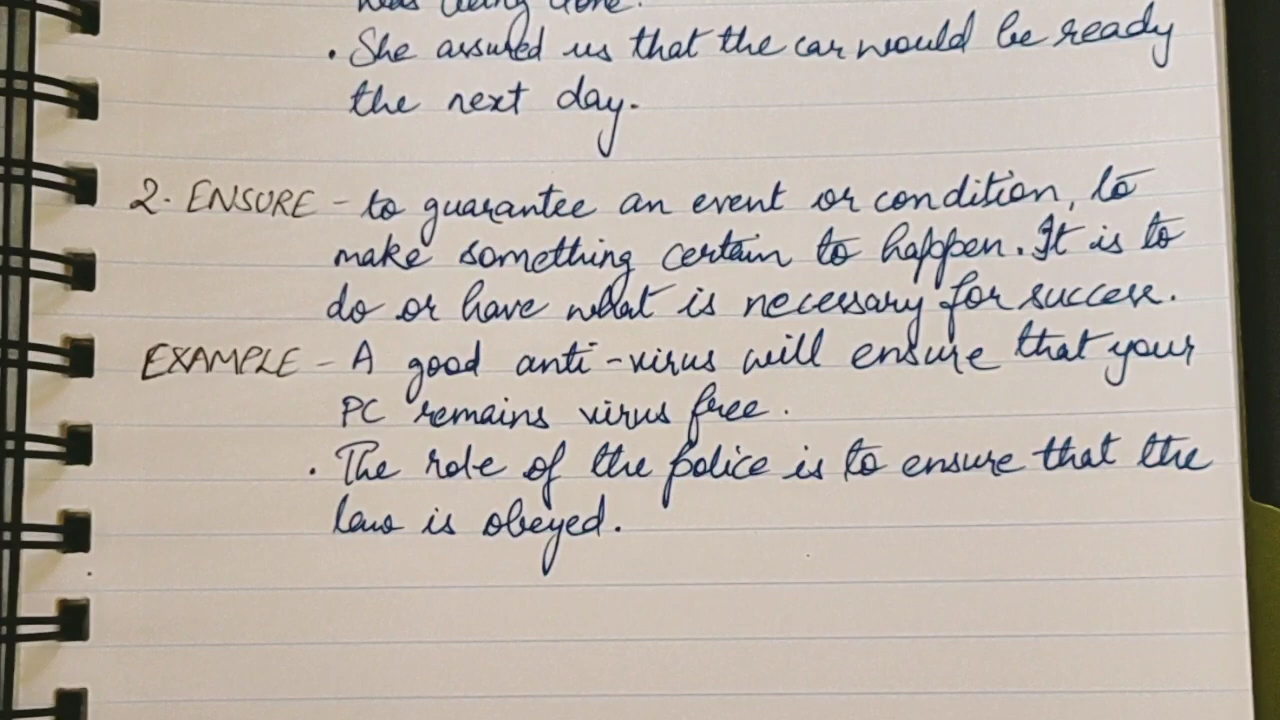 was being done.
. She assured us that the car would be ready
the next day.
2. ENSURE - to guarantee an event or condition, to
make something certain to happen. It is to
do or have what is necessary for success.
EXAMPLE - A good anti-virus will ensure that your
PC remains virus free.
. The role of the police is to ensure that the
law is obeyed.